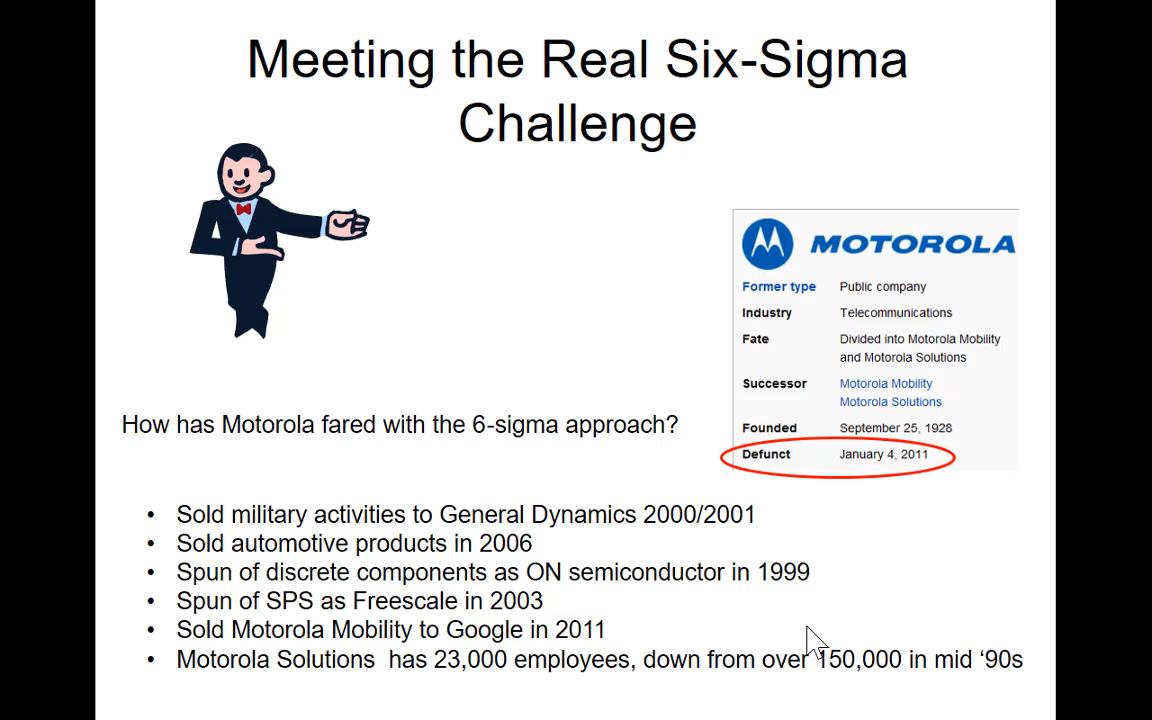 Meeting the Real Six-Sigma
Challenge
MOTOROLA
Former type Public company
Industry Telecommunications
Fate Divided into Motorola Mobility
and Motorola Solutions
Successor Motorola Mobility
Motorola Solutions
Founded September 25, 1928
Defunct January 4, 2011
How has Motorola fared with the 6-sigma approach?
• Sold military activities to General Dynamics 2000/2001
• Sold automotive products in 2006
• Spun of discrete components as ON semiconductor in 1999
• Spun of SPS as Freescale in 2003
• Sold Motorola Mobility to Google in 2011
• Motorola Solutions has 23,000 employees, down from over 150,000 in mid ‘90s